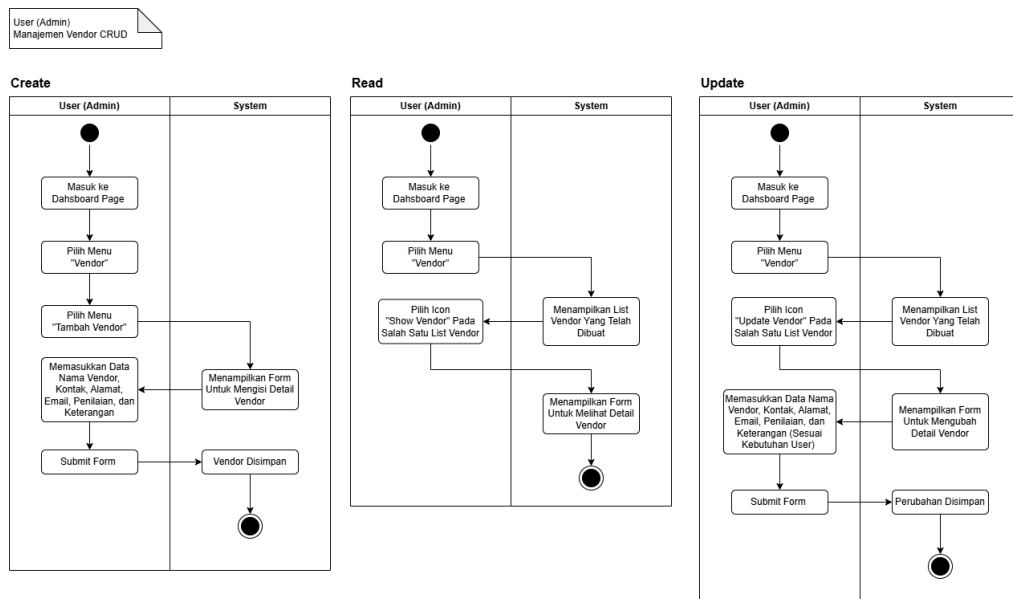 User (Admin)
Manajemen Vendor CRUD
Create
User (Admin)
System
Masuk ke
Dahsboard Page
Pilih Menu
"Vendor"
Pilih Menu
"Tambah Vendor"
Menampilkan Form
Untuk Mengisi Detail
Vendor
Memasukkan Data
Nama Vendor,
Kontak, Alamat,
Email, Penilaian, dan
Keterangan
Submit Form
Vendor Disimpan
Read
User (Admin)
System
Masuk ke
Dahsboard Page
Pilih Menu
"Vendor"
Menampilkan List
Vendor Yang Telah
Dibuat
Pilih Icon
"Show Vendor" Pada
Salah Satu List Vendor
Menampilkan Form
Untuk Melihat Detail
Vendor
Update
User (Admin)
System
Masuk ke
Dahsboard Page
Pilih Menu
"Vendor"
Menampilkan List
Vendor Yang Telah
Dibuat
Pilih Icon
"Update Vendor" Pada
Salah Satu List Vendor
Menampilkan Form
Untuk Mengubah
Detail Vendor
Memasukkan Data Nama
Vendor, Kontak, Alamat,
Email, Penilaian, dan
Keterangan (Sesuai
Kebutuhan User)
Submit Form
Perubahan Disimpan